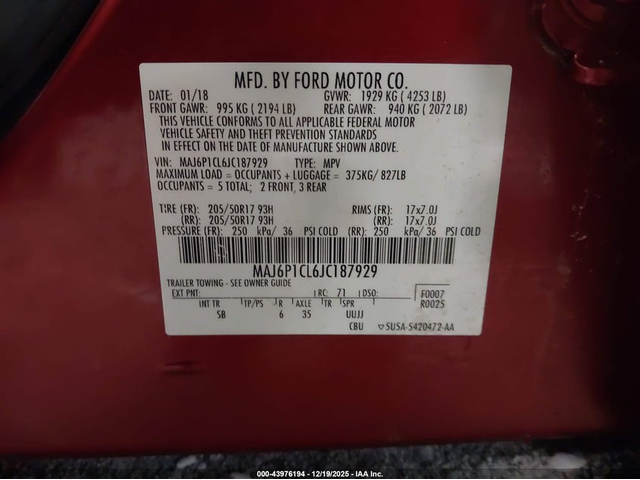 MFD. BY FORD MOTOR CO.
DATE: 01/18 GVWR: 1929 KG ( 4253 LB)
FRONT GAWR: 995 KG ( 2194 LB) REAR GAWR: 940 KG ( 2072 LB)
THIS VEHICLE CONFORMS TO ALL APPLICABLE FEDERAL MOTOR
VEHICLE SAFETY AND THEFT PREVENTION STANDARDS
IN EFFECT ON THE DATE OF MANUFACTURE SHOWN ABOVE.
VIN: MAJ6P1CL6JC187929 TYPE: MPV
MAXIMUM LOAD = OCCUPANTS + LUGGAGE = 375KG/ 827LB
OCCUPANTS = 5 TOTAL; 2 FRONT, 3 REAR
TIRE (FR): 205/50R17 93H RIMS (FR): 17x7.0J
(RR): 205/50R17 93H (RR): 17x7.0J
PRESSURE (FR): 250 kPa/ 36 PSI COLD (RR): 250 kPa/ 36 PSI COLD
MAJ6P1CL6JC187929
TRAILER TOWING - SEE OWNER GUIDE
EXT PNT: RC: 71 DSO: F0007
R0025
INT TR TP/PS R AXLE TR SPR
SB 6 35 UUJJ
CBU 5USA-5420472-AA
000-43976194 - 12/19/2025 - IAA Inc.